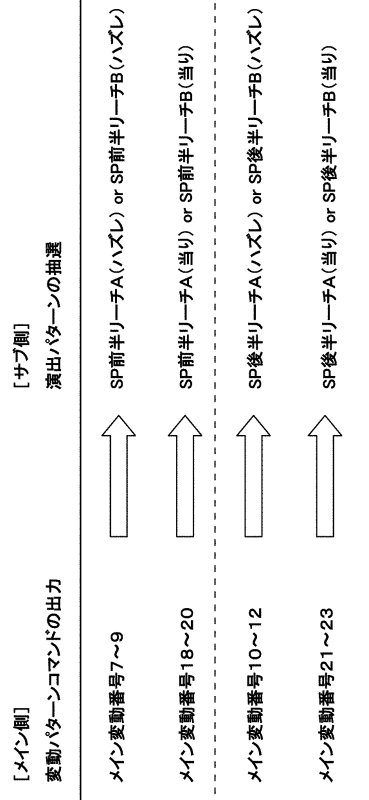 [メイン側]
変動パターンコマンドの出力
[サブ側]
演出パターンの抽選
メイン変動番号7～9
SP前半リーチA(ハズレ) or SP前半リーチB(ハズレ)
メイン変動番号18～20
SP前半リーチA(当り) or SP前半リーチB(当り)
メイン変動番号10～12
SP後半リーチA(ハズレ) or SP後半リーチB(ハズレ)
メイン変動番号21～23
SP後半リーチA(当り) or SP後半リーチB(当り)